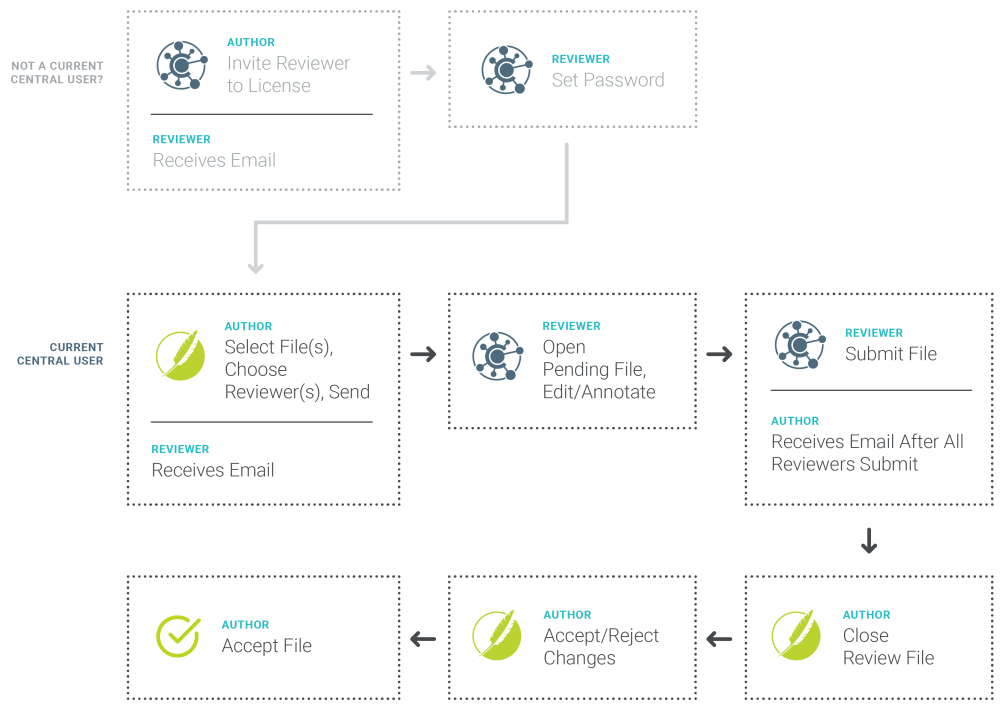 NOT A CURRENT
CENTRAL USER?
AUTHOR
Invite Reviewer
to License
REVIEWER
Receives Email
REVIEWER
Set Password
CURRENT
CENTRAL USER
AUTHOR
Select File(s),
Choose
Reviewer(s), Send
REVIEWER
Receives Email
REVIEWER
Open
Pending File,
Edit/Annotate
REVIEWER
Submit File
AUTHOR
Receives Email After All
Reviewers Submit
AUTHOR
Close
Review File
AUTHOR
Accept/Reject
Changes
AUTHOR
Accept File